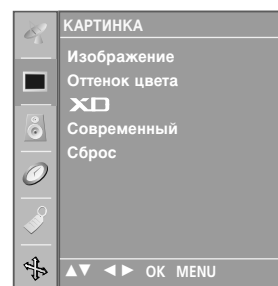 КАРТИНКА
Изображение
Оттенок цвета
XD
Современный
Сброс
▲▼ ◄► OK MENU